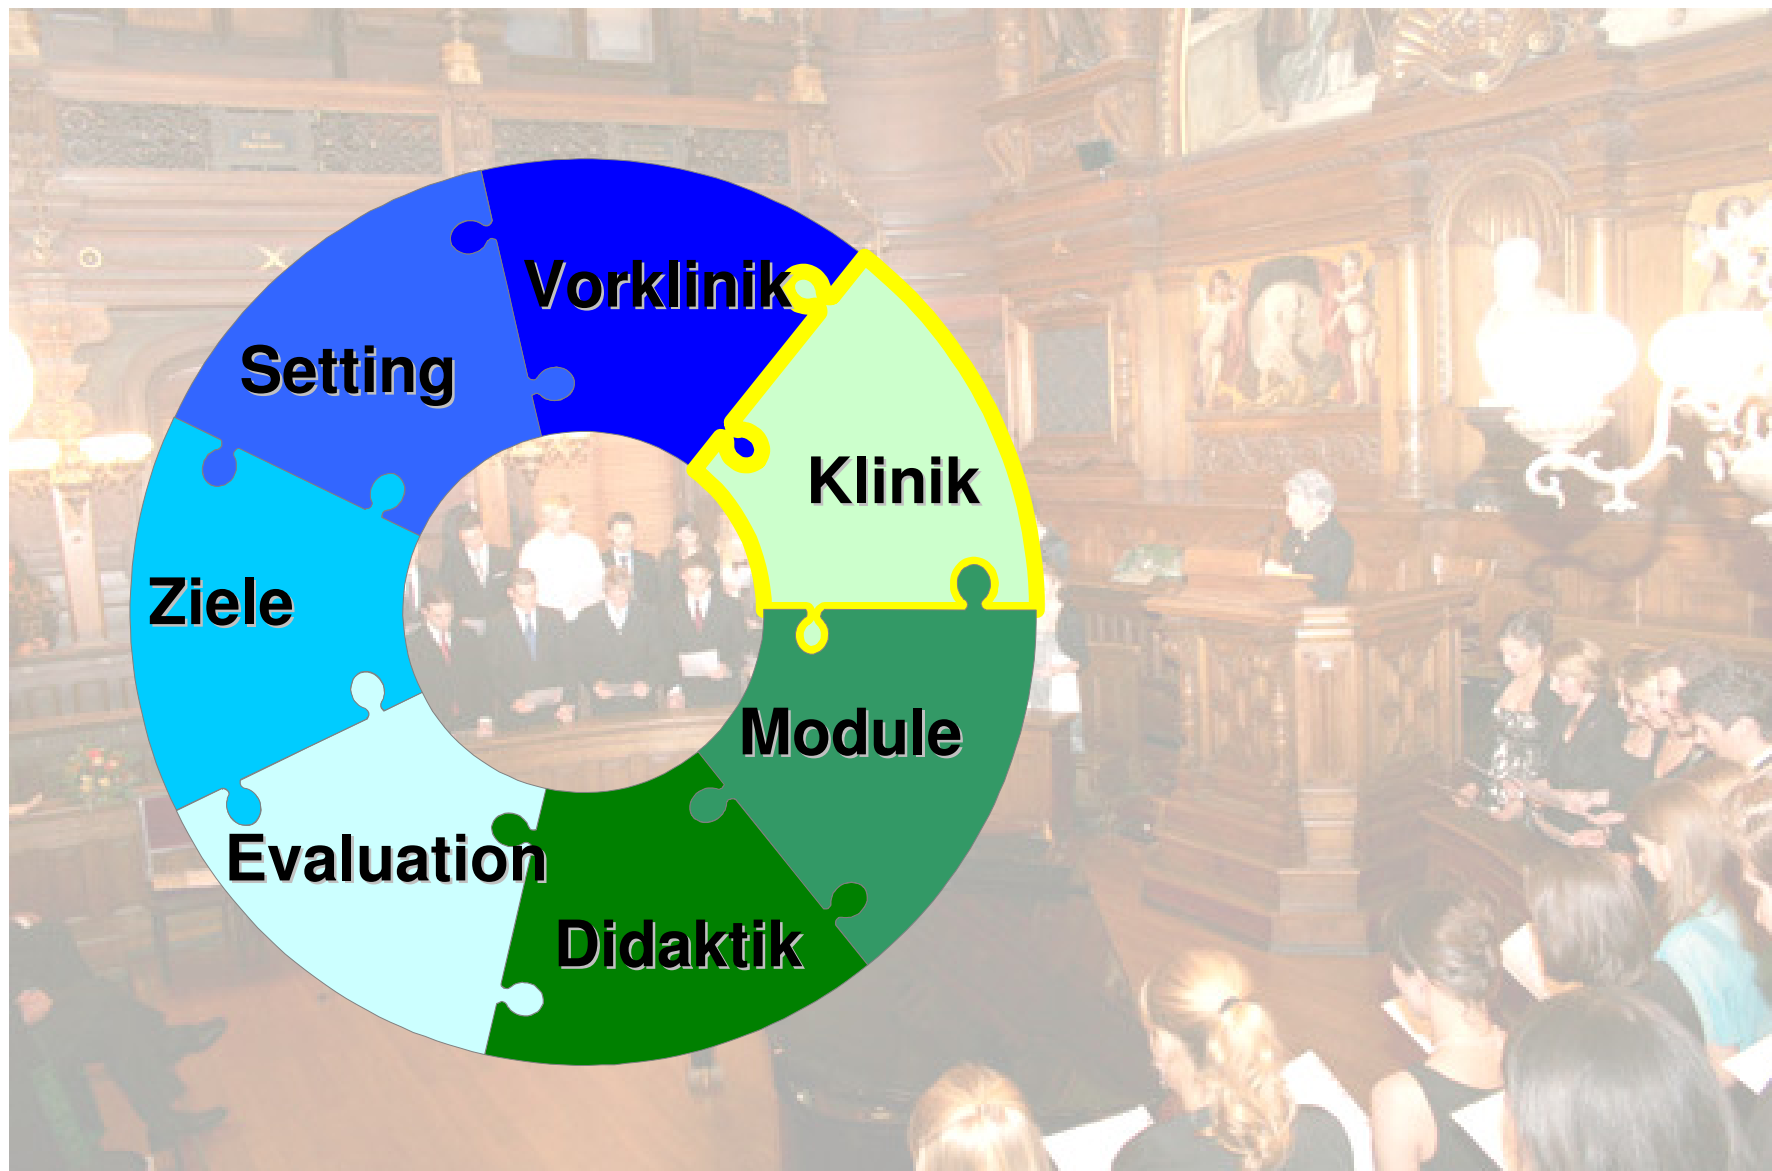 Vorklinik
Setting
Klinik
Ziele
Module
Evaluation
Didaktik